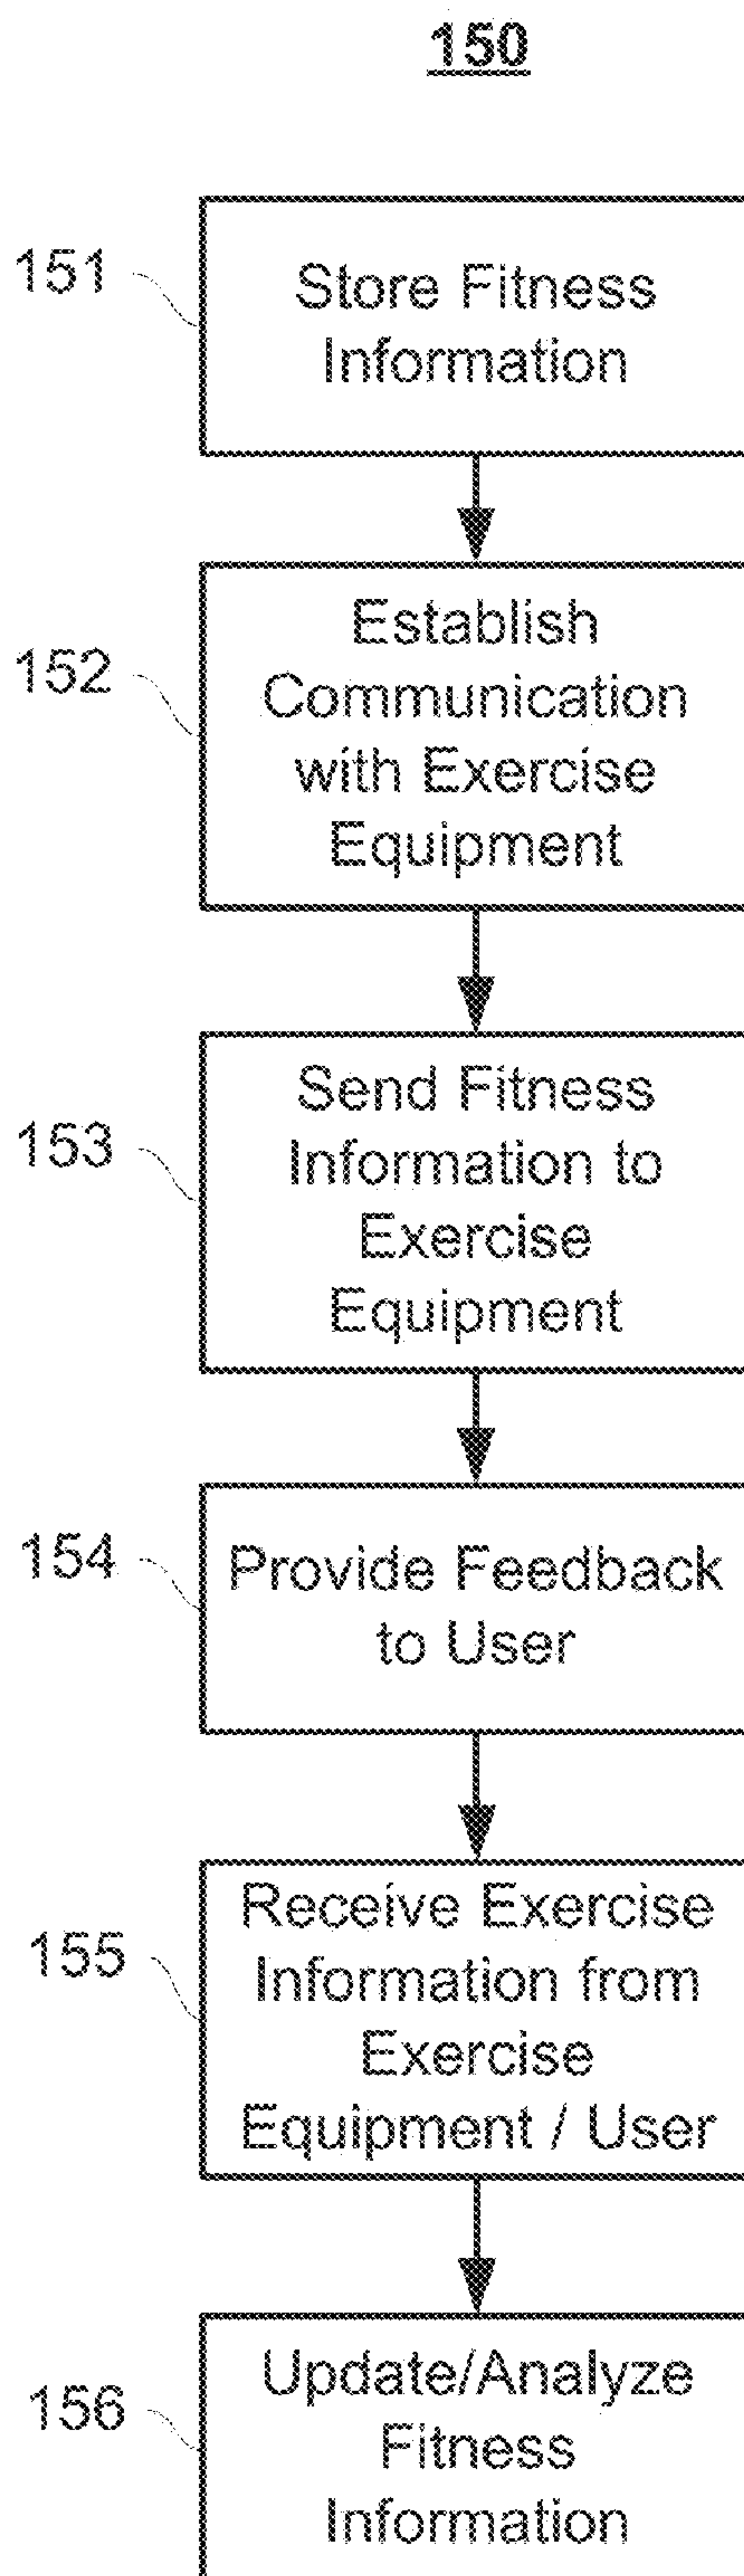 150
151
Store Fitness
Information
152
Establish
Communication
with Exercise
Equipment
153
Send Fitness
Information to
Exercise
Equipment
154
Provide Feedback
to User
155
Receive Exercise
Information from
Exercise
Equipment / User
156
Update/Analyze
Fitness
Information